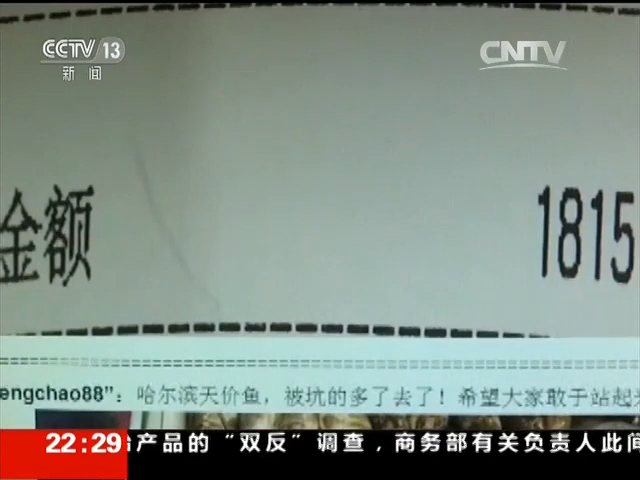 CCTV 13
新闻
CNTV
金额 1815
engchao88”：哈尔滨天价鱼，被坑的多了去了！希望大家敢于站起
22:29 产品的“双反”调查，商务部有关负责人此间